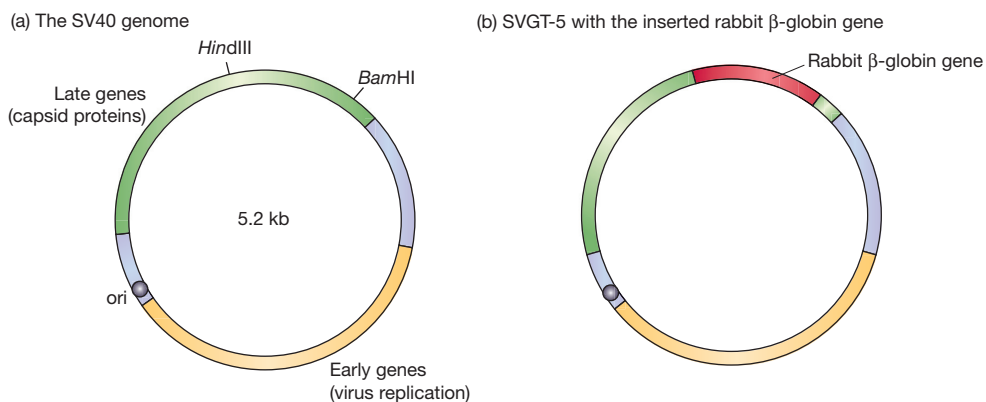 (a) The SV40 genome
HindIII
BamHI
Late genes
(capsid proteins)
5.2 kb
ori
Early genes
(virus replication)
(b) SVGT-5 with the inserted rabbit β-globin gene
Rabbit β-globin gene